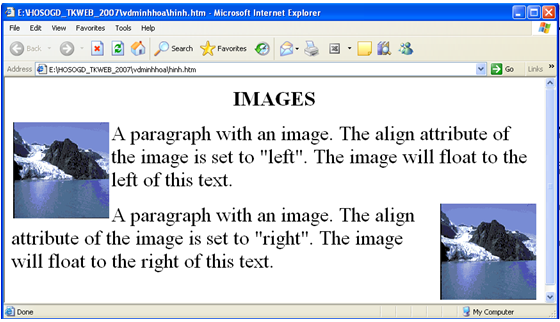 E:\HOSOGD_TKWEB_2007\vdminhhoa\hinh.htm - Microsoft Internet Explorer
File Edit View Favorites Tools Help
Back Search Favorites
Address E:\HOSOGD_TKWEB_2007\vdminhhoa\hinh.htm Go Links »
IMAGES
A paragraph with an image. The align attribute of
the image is set to "left". The image will float to the
left of this text.
A paragraph with an image. The align
attribute of the image is set to "right". The image
will float to the right of this text.
Done My Computer